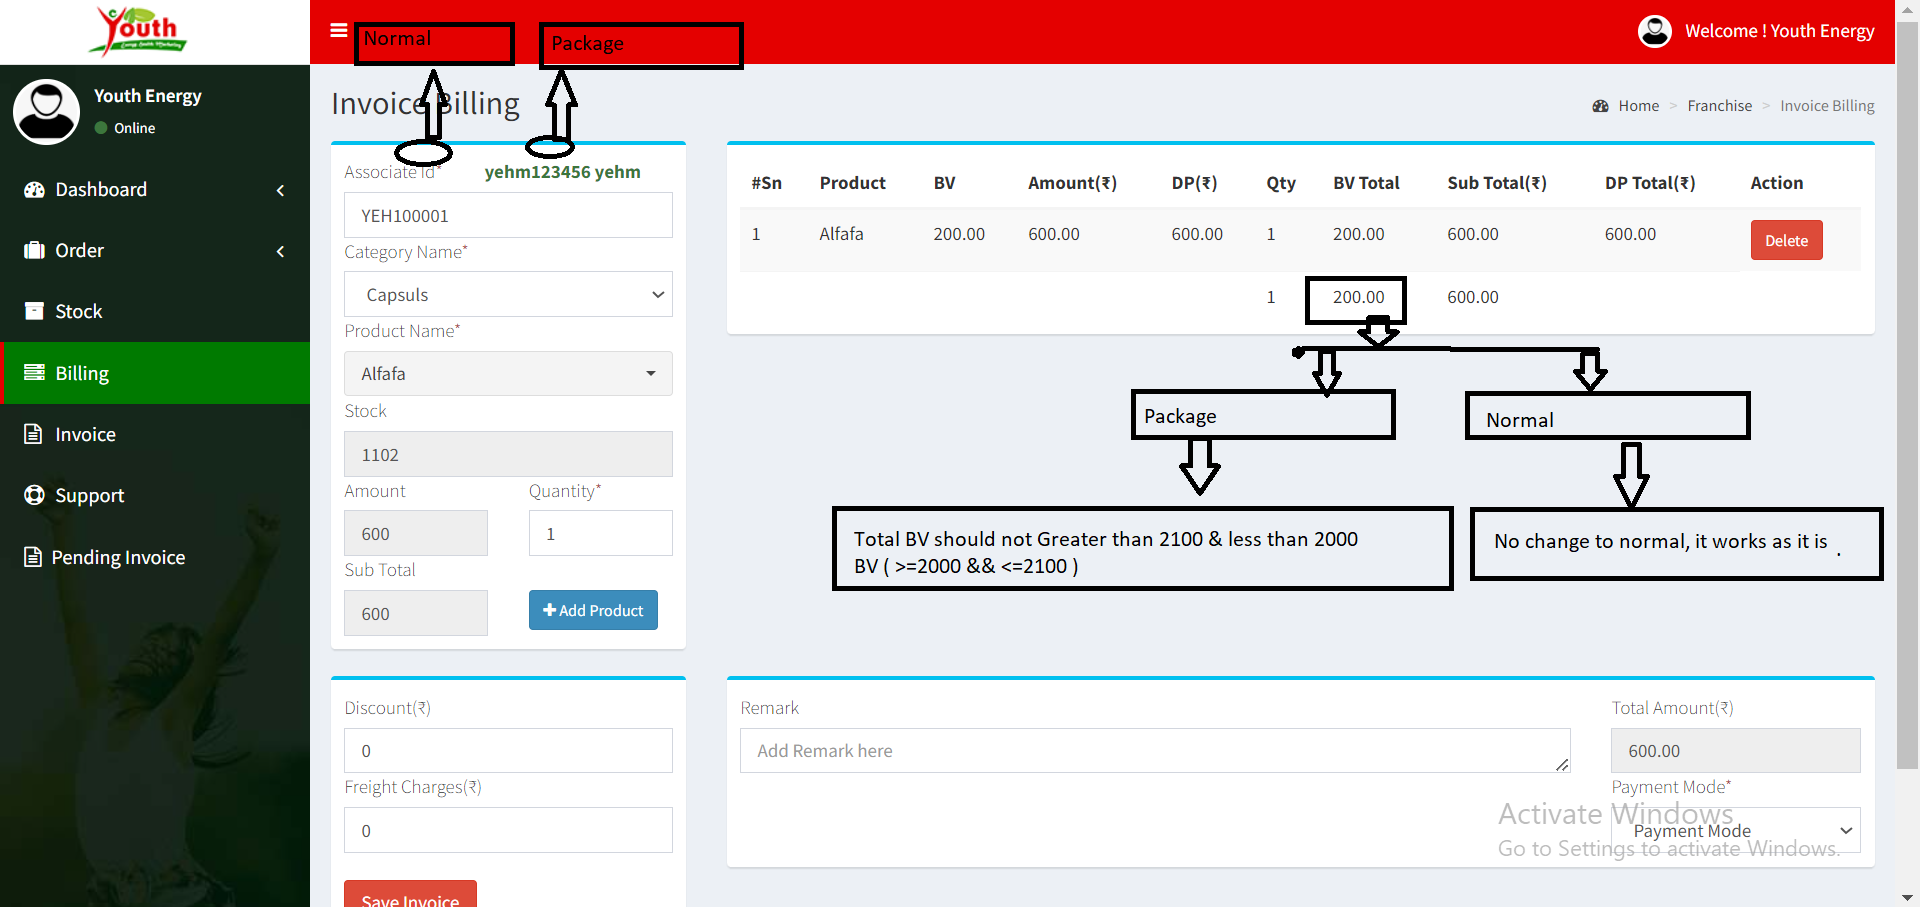 Youth
Normal
Package
Welcome ! Youth Energy
Youth Energy
Online
Invoice Billing
Home > Franchise > Invoice Billing
Dashboard
Order
Stock
Billing
Invoice
Support
Pending Invoice
Associate Id* yehm123456 yehm
YEH100001
Category Name*
Capsuls
Product Name*
Alfafa
Stock
1102
Amount Quantity*
600 1
Sub Total
600
Add Product
#Sn Product BV Amount(₹) DP(₹) Qty BV Total Sub Total(₹) DP Total(₹) Action
1 Alfafa 200.00 600.00 600.00 1 200.00 600.00 600.00 Delete
1 200.00 600.00
Package
Normal
Total BV should not Greater than 2100 & less than 2000
BV ( >=2000 && <=2100 )
No change to normal, it works as it is .
Discount(₹)
0
Freight Charges(₹)
0
Save Invoice
Remark
Add Remark here
Total Amount(₹)
600.00
Payment Mode*
Payment Mode
Activate Windows
Go to Settings to activate Windows.